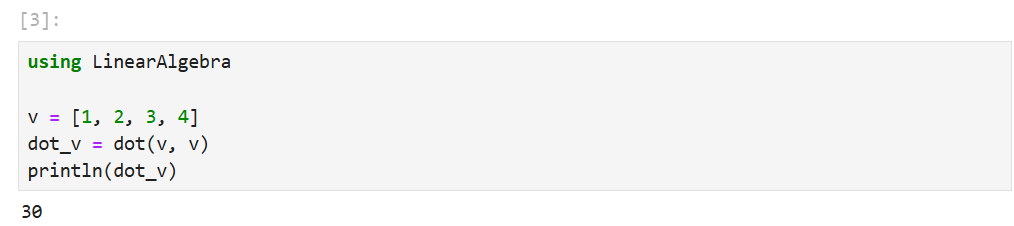 [3]:
using LinearAlgebra
v = [1, 2, 3, 4]
dot_v = dot(v, v)
println(dot_v)
30